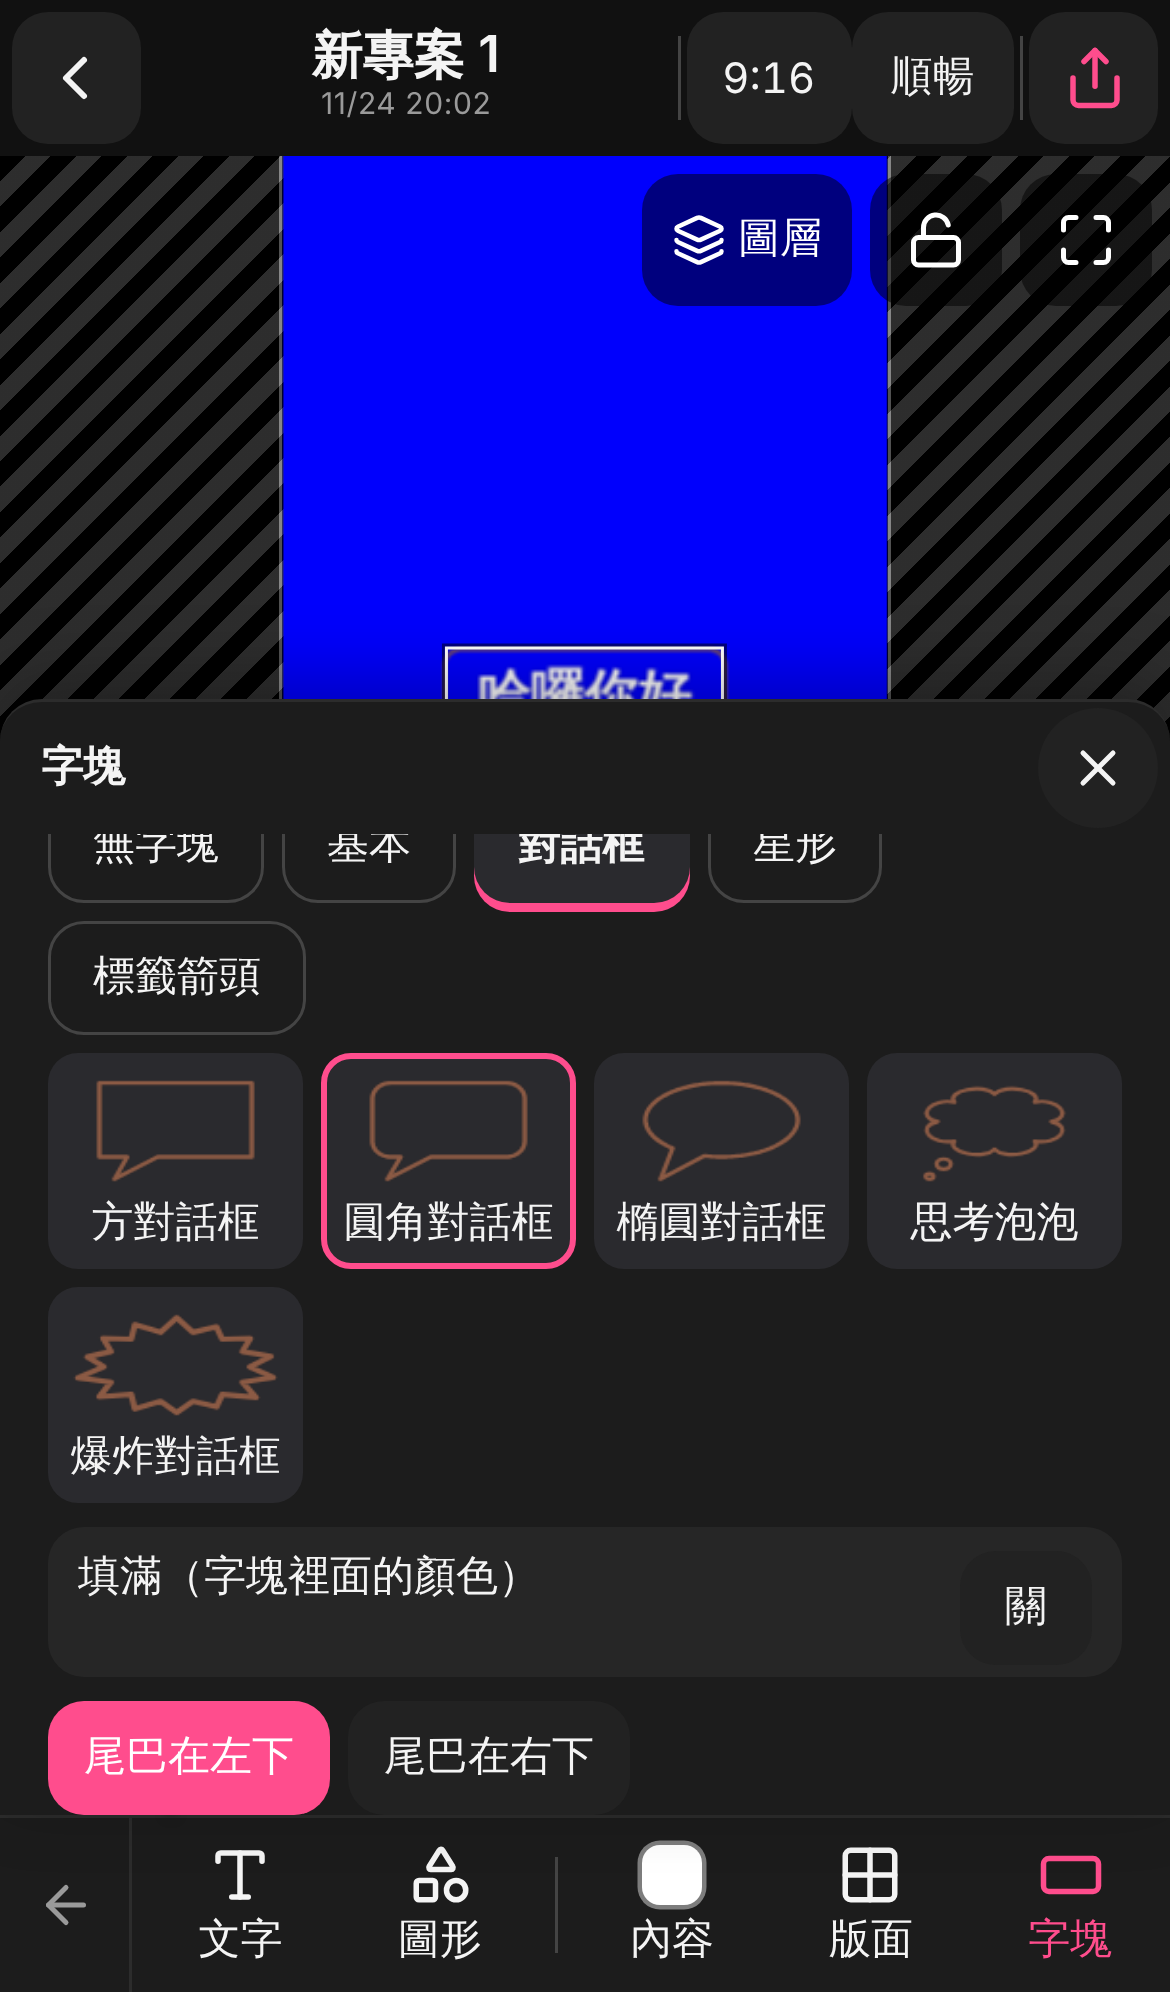 新專案 1
11/24 20:02
9:16
順暢
圖層
哈囉你好
字塊
無字塊
基本
對話框
星形
標籤箭頭
方對話框
圓角對話框
橢圓對話框
思考泡泡
爆炸對話框
填滿（字塊裡面的顏色）
關
尾巴在左下
尾巴在右下
文字
圖形
內容
版面
字塊